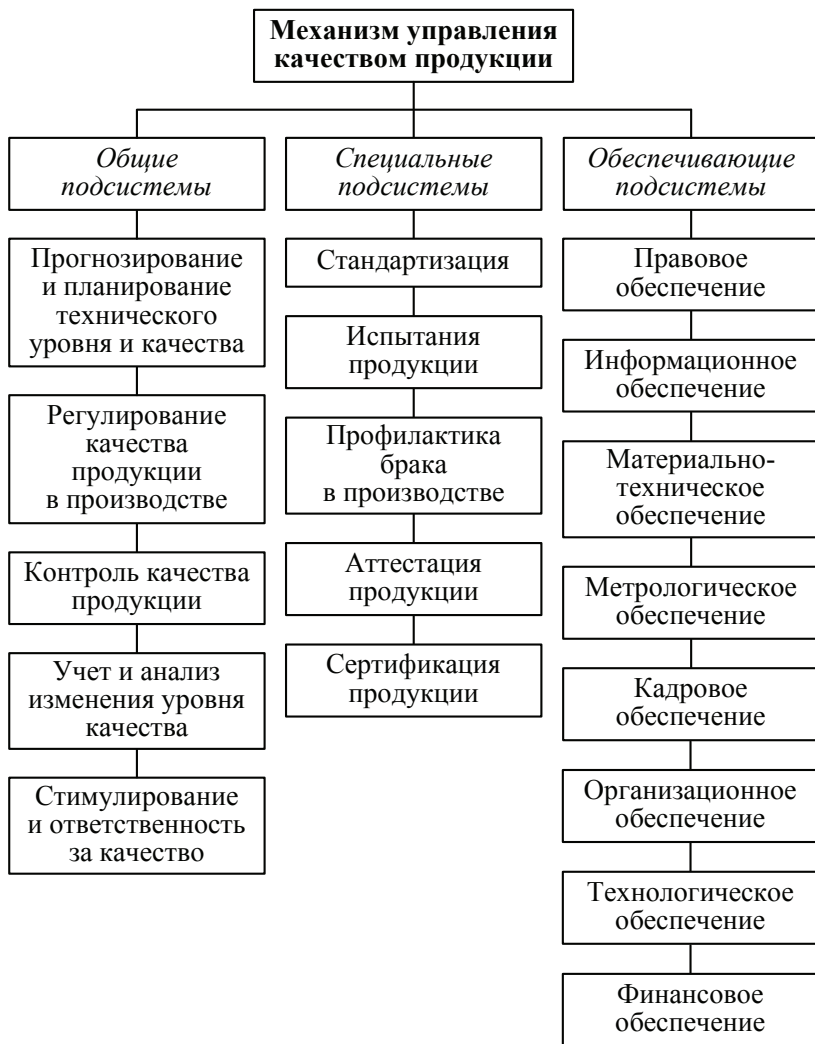 Механизм управления
качеством продукции
Общие
подсистемы
Прогнозирование
и планирование
технического
уровня и качества
Регулирование
качества
продукции
в производстве
Контроль качества
продукции
Учет и анализ
изменения уровня
качества
Стимулирование
и ответственность
за качество
Специальные
подсистемы
Стандартизация
Испытания
продукции
Профилактика
брака
в производстве
Аттестация
продукции
Сертификация
продукции
Обеспечивающие
подсистемы
Правовое
обеспечение
Информационное
обеспечение
Материально-
техническое
обеспечение
Метрологическое
обеспечение
Кадровое
обеспечение
Организационное
обеспечение
Технологическое
обеспечение
Финансовое
обеспечение